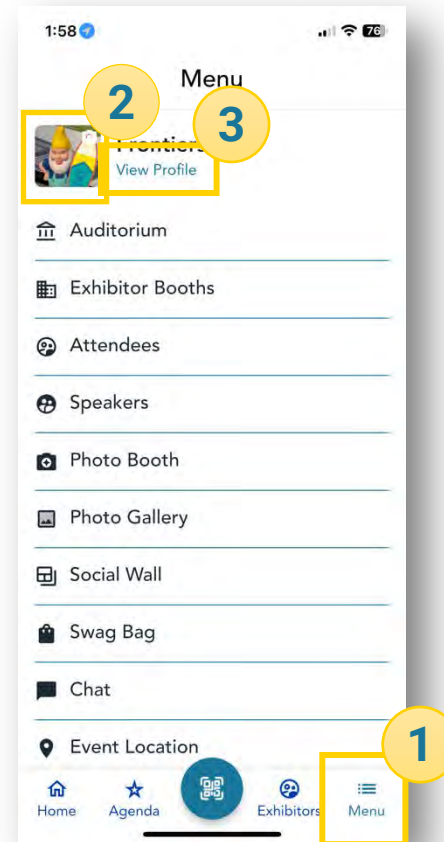 1:58
76
Menu
2
3
Frontiers
View Profile
Auditorium
Exhibitor Booths
Attendees
Speakers
Photo Booth
Photo Gallery
Social Wall
Swag Bag
Chat
Event Location
1
Home Agenda Exhibitors Menu